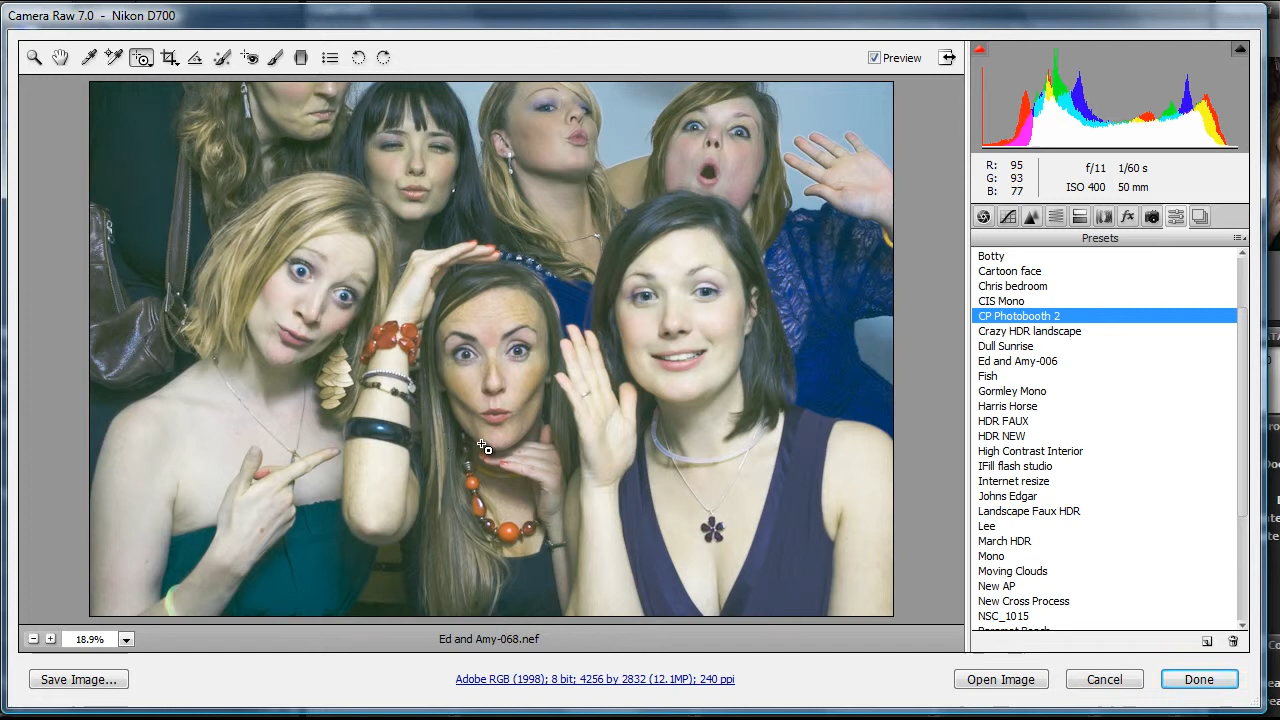 Camera Raw 7.0 - Nikon D700
Preview
R: 95
G: 93
B: 77
f/11 1/60 s
ISO 400 50 mm
fx
Presets
Botty
Cartoon face
Chris bedroom
CIS Mono
CP Photobooth 2
Crazy HDR landscape
Dull Sunrise
Ed and Amy-006
Fish
Gormley Mono
Harris Horse
HDR FAUX
HDR NEW
High Contrast Interior
IFill flash studio
Internet resize
Johns Edgar
Landscape Faux HDR
Lee
March HDR
Mono
Moving Clouds
New AP
New Cross Process
NSC_1015
18.9%
Ed and Amy-068.nef
Save Image...
Adobe RGB (1998); 8 bit; 4256 by 2832 (12.1MP); 240 ppi
Open Image
Cancel
Done